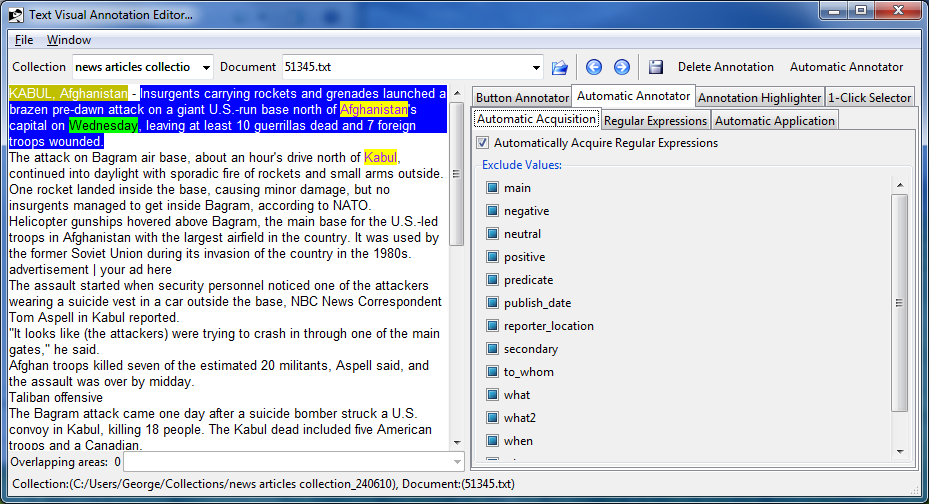 Text Visual Annotation Editor...
File Window
Collection news articles collectio Document 51345.txt Delete Annotation Automatic Annotator
KABUL, Afghanistan - Insurgents carrying rockets and grenades launched a
brazen pre-dawn attack on a giant U.S.-run base north of Afghanistan's
capital on Wednesday, leaving at least 10 guerrillas dead and 7 foreign
troops wounded.
The attack on Bagram air base, about an hour's drive north of Kabul,
continued into daylight with sporadic fire of rockets and small arms outside.
One rocket landed inside the base, causing minor damage, but no
insurgents managed to get inside Bagram, according to NATO.
Helicopter gunships hovered above Bagram, the main base for the U.S.-led
troops in Afghanistan with the largest airfield in the country. It was used by
the former Soviet Union during its invasion of the country in the 1980s.
advertisement | your ad here
The assault started when security personnel noticed one of the attackers
wearing a suicide vest in a car outside the base, NBC News Correspondent
Tom Aspell in Kabul reported.
"It looks like (the attackers) were trying to crash in through one of the main
gates," he said.
Afghan troops killed seven of the estimated 20 militants, Aspell said, and
the assault was over by midday.
Taliban offensive
The Bagram attack came one day after a suicide bomber struck a U.S.
convoy in Kabul, killing 18 people. The Kabul dead included five American
troops and a Canadian.
Overlapping areas: 0
Button Annotator Automatic Annotator Annotation Highlighter 1-Click Selector
Automatic Acquisition Regular Expressions Automatic Application
Automatically Acquire Regular Expressions
Exclude Values:
main
negative
neutral
positive
predicate
publish_date
reporter_location
secondary
to_whom
what
what2
when
Collection:(C:/Users/George/Collections/news articles collection_240610), Document:(51345.txt)